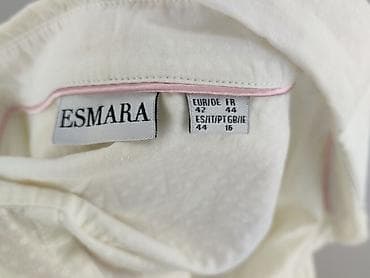 ESMARA
EUR/DE FR
42 44
ES/IT/PT GB/IE
44 16